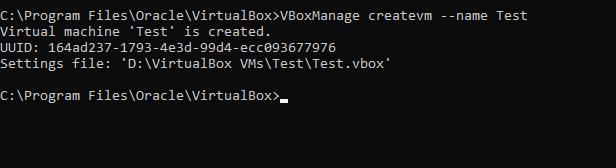 C:\Program Files\Oracle\VirtualBox>VBoxManage createvm --name Test
Virtual machine 'Test' is created.
UUID: 164ad237-1793-4e3d-99d4-ecc093677976
Settings file: 'D:\VirtualBox VMs\Test\Test.vbox'
C:\Program Files\Oracle\VirtualBox>